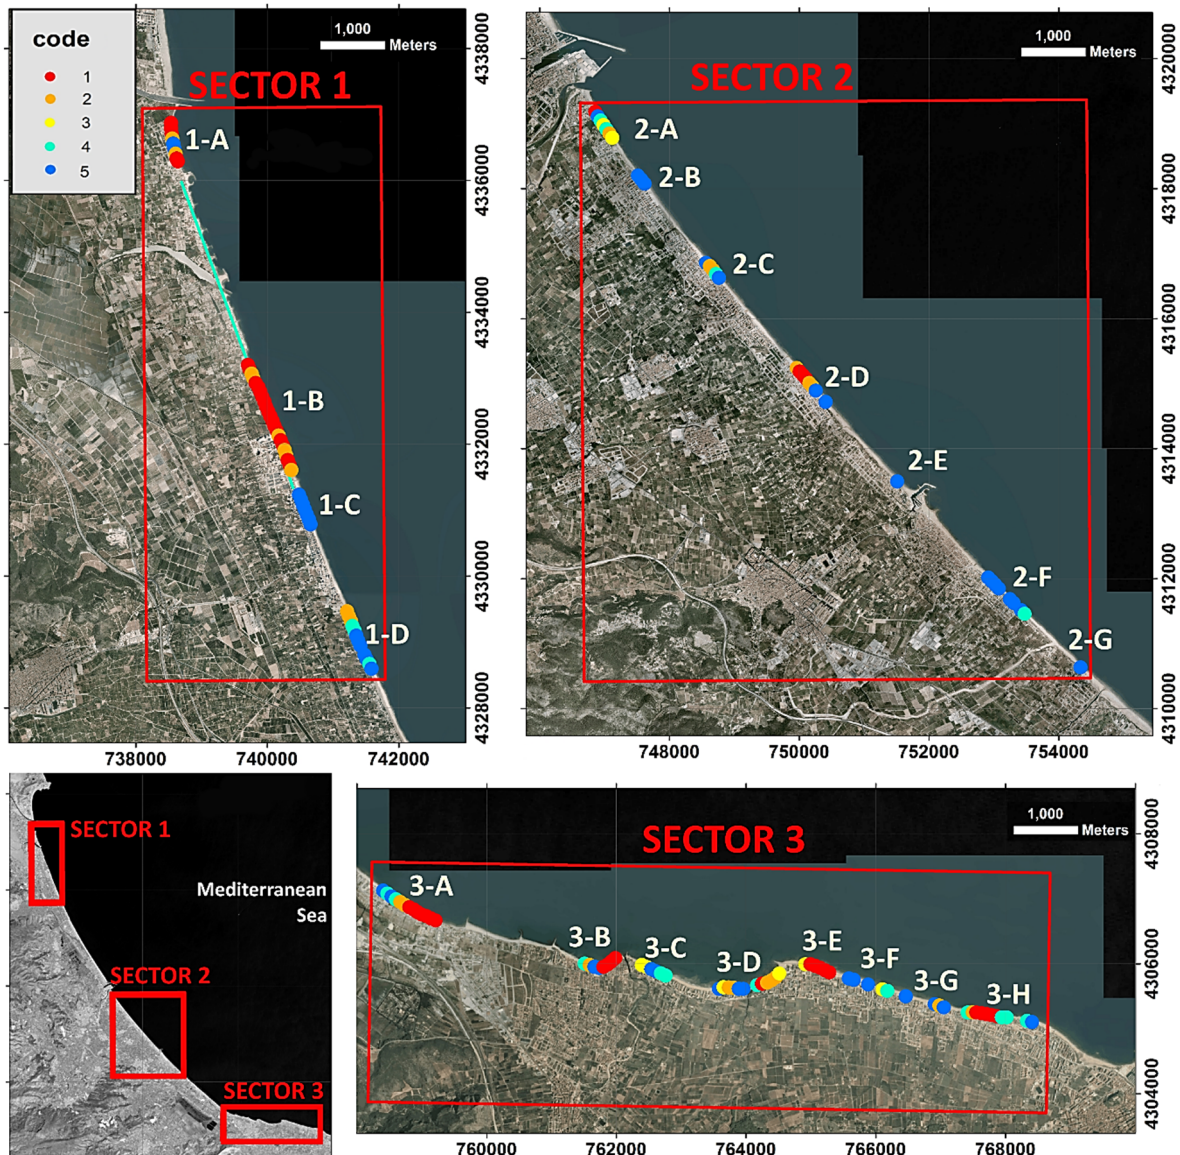 code
1
2
3
4
5
1,000
Meters
SECTOR 1
1-A
1-B
1-C
1-D
4338000
4336000
4334000
4332000
4330000
4328000
738000
740000
742000
1,000
Meters
SECTOR 2
2-A
2-B
2-C
2-D
2-E
2-F
2-G
4320000
4318000
4316000
4314000
4312000
4310000
748000
750000
752000
754000
SECTOR 1
Mediterranean
Sea
SECTOR 2
SECTOR 3
1,000
Meters
SECTOR 3
3-A
3-B
3-C
3-D
3-E
3-F
3-G
3-H
4308000
4306000
4304000
760000
762000
764000
766000
768000